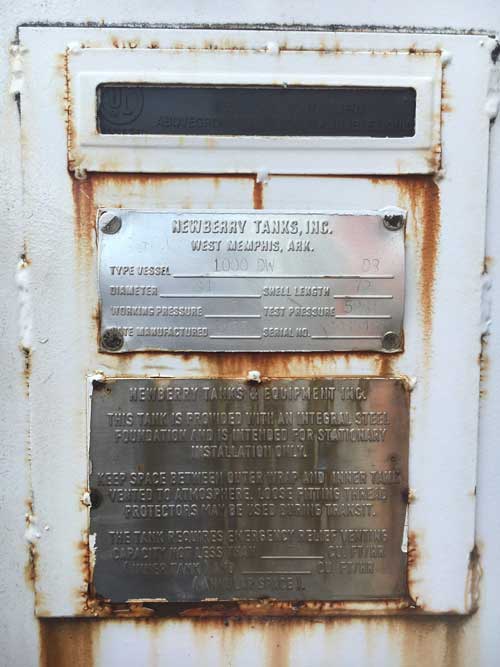 UL
ABOVEGRO
NEWBERRY TANKS, INC.
WEST MEMPHIS, ARK.
TYPE VESSEL 1000 DW
DIAMETER SHELL LENGTH
WORKING PRESSURE TEST PRESSURE
DATE MANUFACTURED SERIAL NO.
NEWBERRY TANKS & EQUIPMENT INC.
THIS TANK IS PROVIDED WITH AN INTEGRAL STEEL
FOUNDATION AND IS INTENDED FOR STATIONARY
INSTALLATION ONLY.
KEEP SPACE BETWEEN OUTER WRAP AND INNER TANK
VENTED TO ATMOSPHERE. LOOSE FITTING THREAD
PROTECTORS MAY BE USED DURING TRANSIT.
THE TANK REQUIRES EMERGENCY RELIEF VENTING
CAPACITY NOT LESS THAN CU. FT/HR
( INNER TANK ) AND CU. FT/HR
( ANNULAR SPACE ).